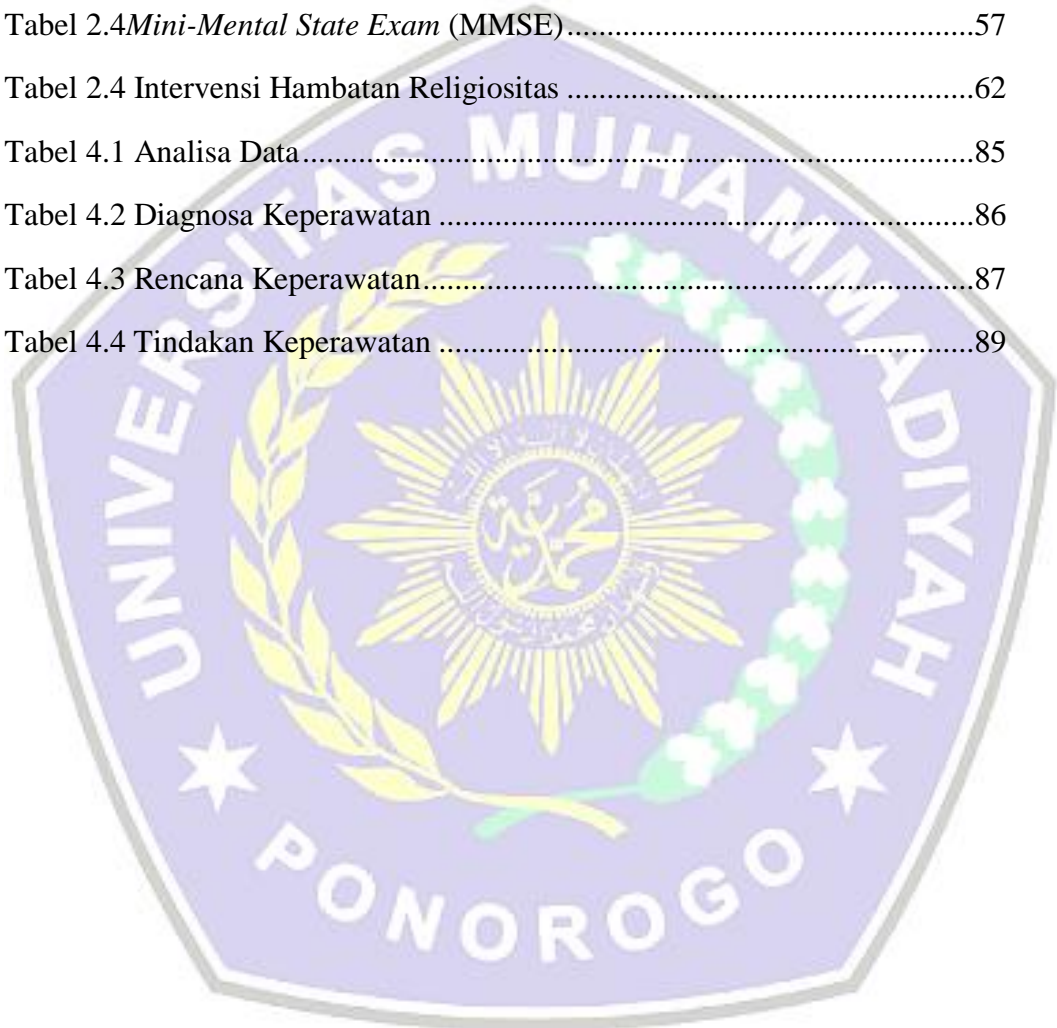 Tabel 2.4Mini-Mental State Exam (MMSE)......................................................57
Tabel 2.4 Intervensi Hambatan Religiositas ......................................................62
Tabel 4.1 Analisa Data.........................................................................................85
Tabel 4.2 Diagnosa Keperawatan .......................................................................86
Tabel 4.3 Rencana Keperawatan.........................................................................87
Tabel 4.4 Tindakan Keperawatan .......................................................................89
UNIVERSITAS MUHAMMADIYAH
PONOROGO